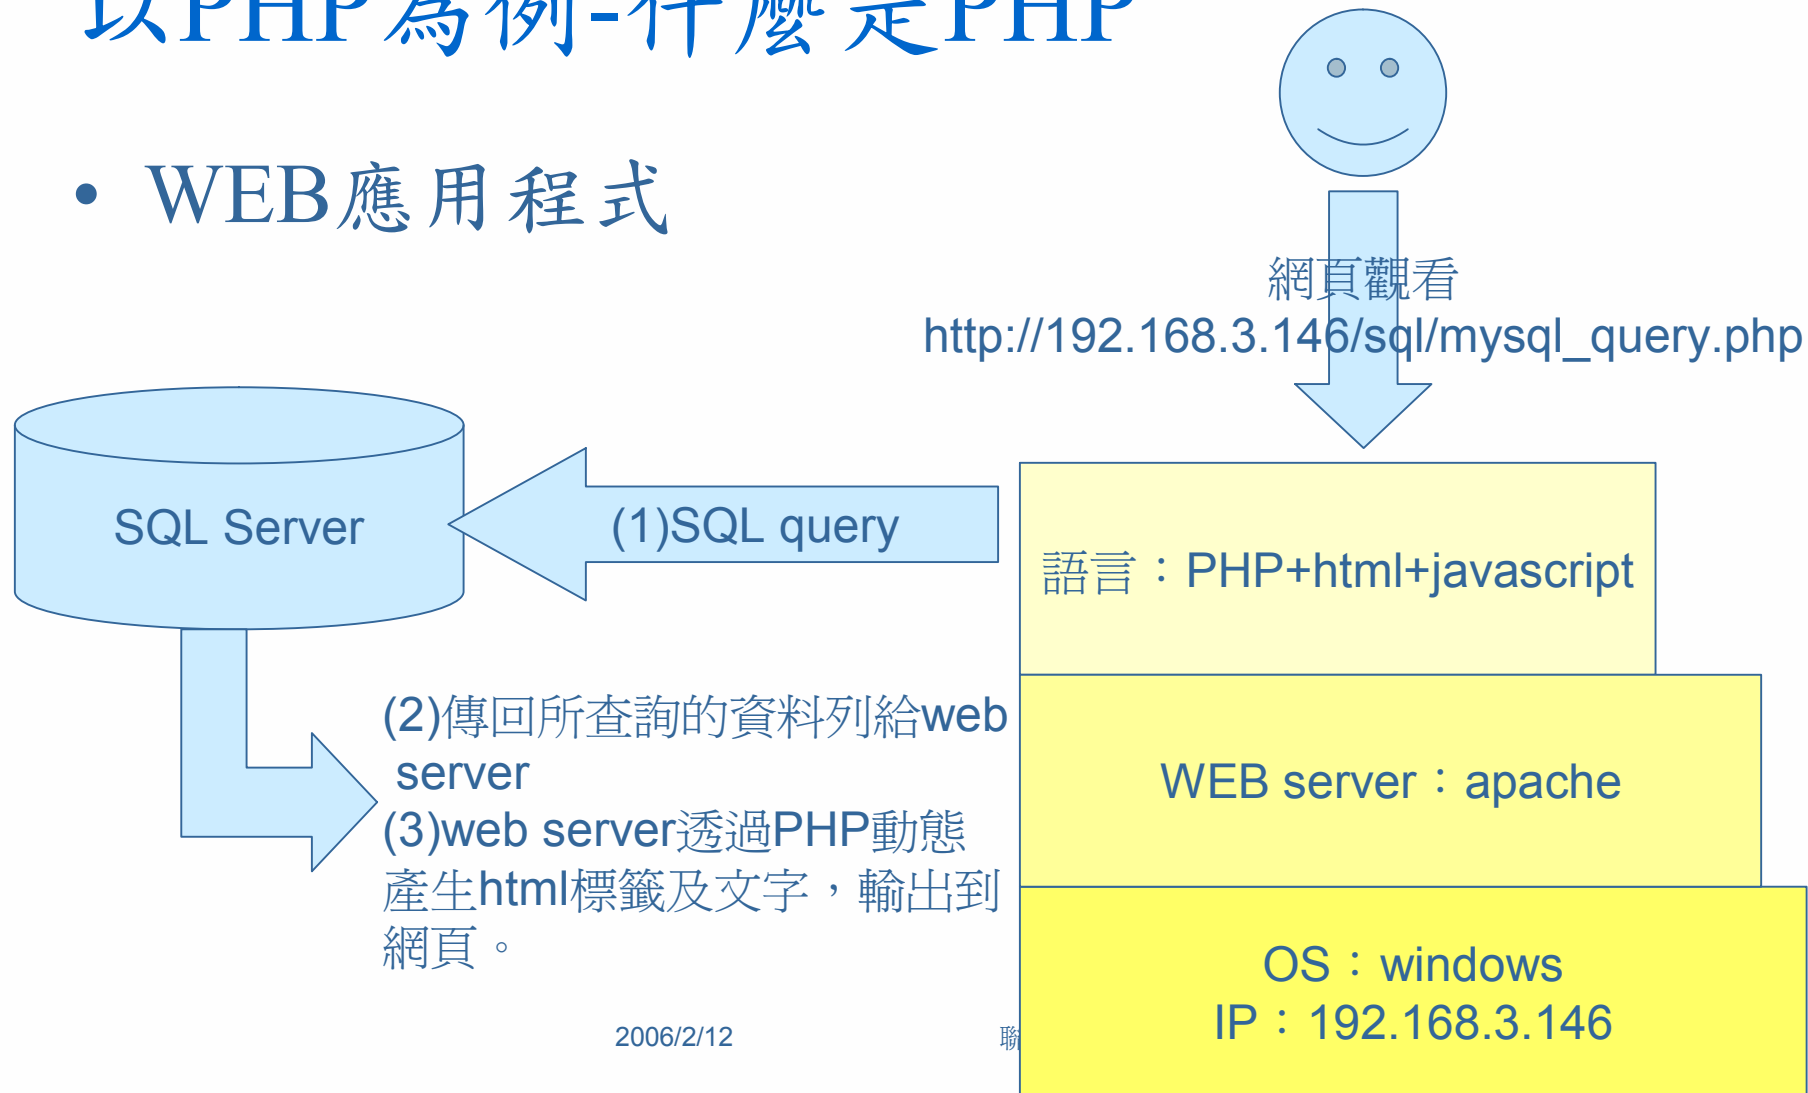 以PHP為例-什麼是PHP
• WEB應用程式
網頁觀看
http://192.168.3.146/sql/mysql_query.php
SQL Server
(1)SQL query
語言：PHP+html+javascript
(2)傳回所查詢的資料列給web
server
(3)web server透過PHP動態
產生html標籤及文字，輸出到
網頁。
WEB server：apache
OS：windows
IP：192.168.3.146
2006/2/12
聯